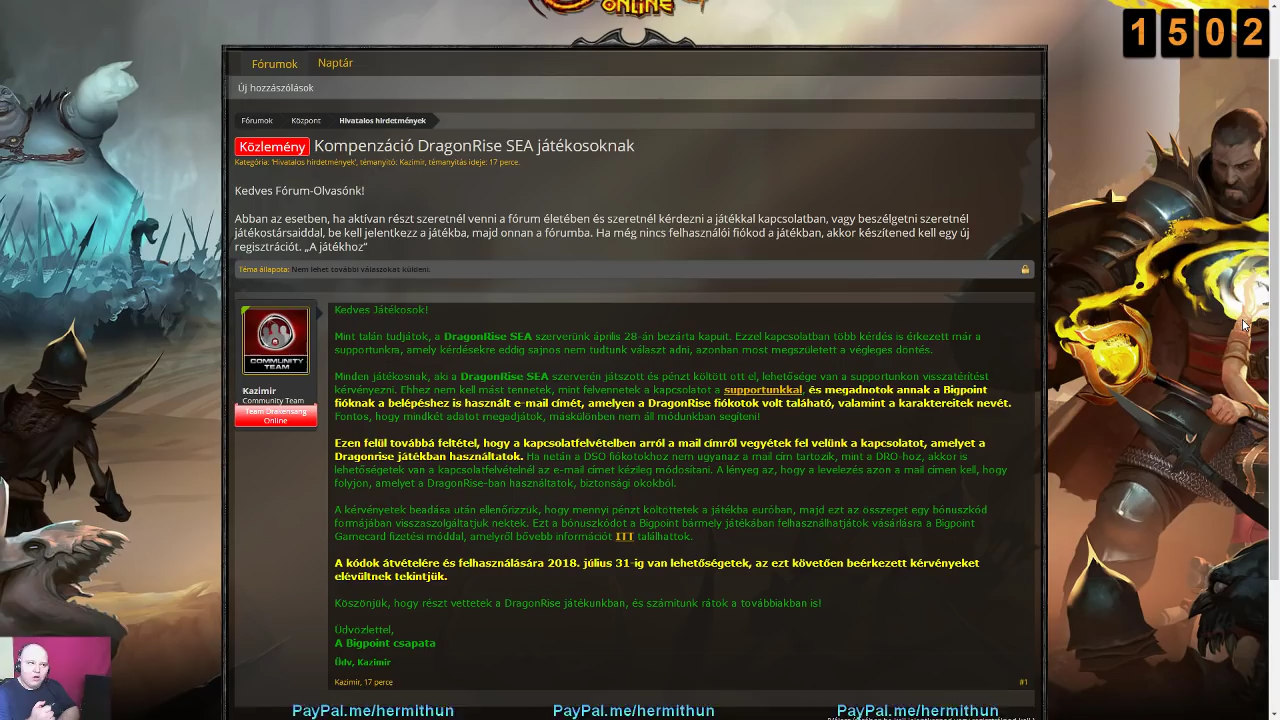 ONLINE
1502
Fórumok Naptár
Új hozzászólások
Fórumok Központ Hivatalos hirdetmények
Közlemény Kompenzáció DragonRise SEA játékosoknak
Kategória: 'Hivatalos hirdetmények', témanyitó: Kazimir, témanyitás ideje: 17 perce.
Kedves Fórum-Olvasónk!
Abban az esetben, ha aktívan részt szeretnél venni a fórum életében és szeretnél kérdezni a játékkal kapcsolatban, vagy beszélgetni szeretnél
játékostársaiddal, be kell jelentkezz a játékba, majd onnan a fórumba. Ha még nincs felhasználói fiókod a játékban, akkor készítened kell egy új
regisztrációt. „A játékhoz”
Téma állapota: Nem lehet további válaszokat küldeni.
COMMUNITY
TEAM
Kazimir
Community Team
Team Drakensang
Online
Kedves Játékosok!
Mint talán tudjátok, a DragonRise SEA szerverünk április 28-án bezárta kapuit. Ezzel kapcsolatban több kérdés is érkezett már a
supportunkra, amely kérdésekre eddig sajnos nem tudtunk választ adni, azonban most megszületett a végleges döntés.
Minden játékosnak, aki a DragonRise SEA szerverén játszott és pénzt költött ott el, lehetősége van a supportunkon visszatérítést
kérvényezni. Ehhez nem kell mást tennetek, mint felvennetek a kapcsolatot a supportunkkal, és megadnotok annak a Bigpoint
fióknak a belépéshez is használt e-mail címét, amelyen a DragonRise fiókotok volt taláható, valamint a karaktereitek nevét.
Fontos, hogy mindkét adatot megadjátok, máskülönben nem áll módunkban segíteni!
Ezen felül továbbá feltétel, hogy a kapcsolatfelvételben arról a mail címről vegyétek fel velünk a kapcsolatot, amelyet a
Dragonrise játékban használtatok. Ha netán a DSO fiókotokhoz nem ugyanaz a mail cím tartozik, mint a DRO-hoz, akkor is
lehetőségetek van a kapcsolatfelvételnél az e-mail címet kézileg módosítani. A lényeg az, hogy a levelezés azon a mail címen kell, hogy
folyjon, amelyet a DragonRise-ban használtatok, biztonsági okokból.
A kérvényetek beadása után ellenőrizzük, hogy mennyi pénzt költöttetek a játékba euróban, majd ezt az összeget egy bónuszkód
formájában visszaszolgáltatjuk nektek. Ezt a bónuszkódot a Bigpoint bármely játékában felhasználhatjátok vásárlásra a Bigpoint
Gamecard fizetési móddal, amelyről bővebb információt ITT találhattok.
A kódok átvételére és felhasználására 2018. július 31-ig van lehetőségetek, az ezt követően beérkezett kérvényeket
elévültnek tekintjük.
Köszönjük, hogy részt vettetek a DragonRise játékunkban, és számítunk rátok a továbbiakban is!
Üdvözlettel,
A Bigpoint csapata
Üdv, Kazimir
Kazimir, 17 perce #1
PayPal.me/hermithun PayPal.me/hermithun PayPal.me/hermithun